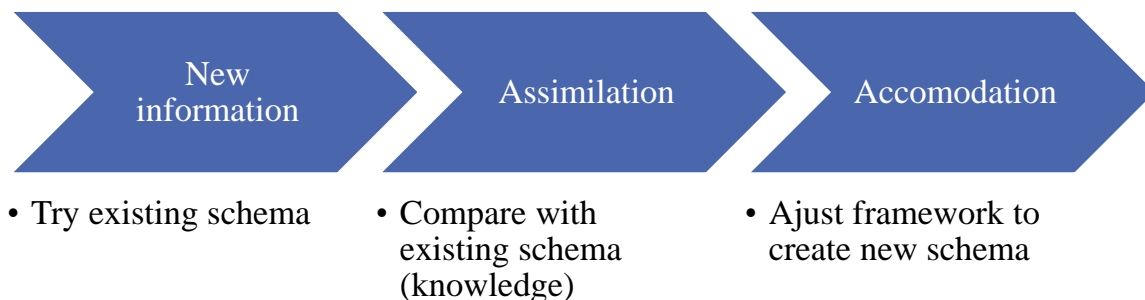 New
information
Assimilation
Accomodation
• Try existing schema
• Compare with
existing schema
(knowledge)
• Ajust framework to
create new schema